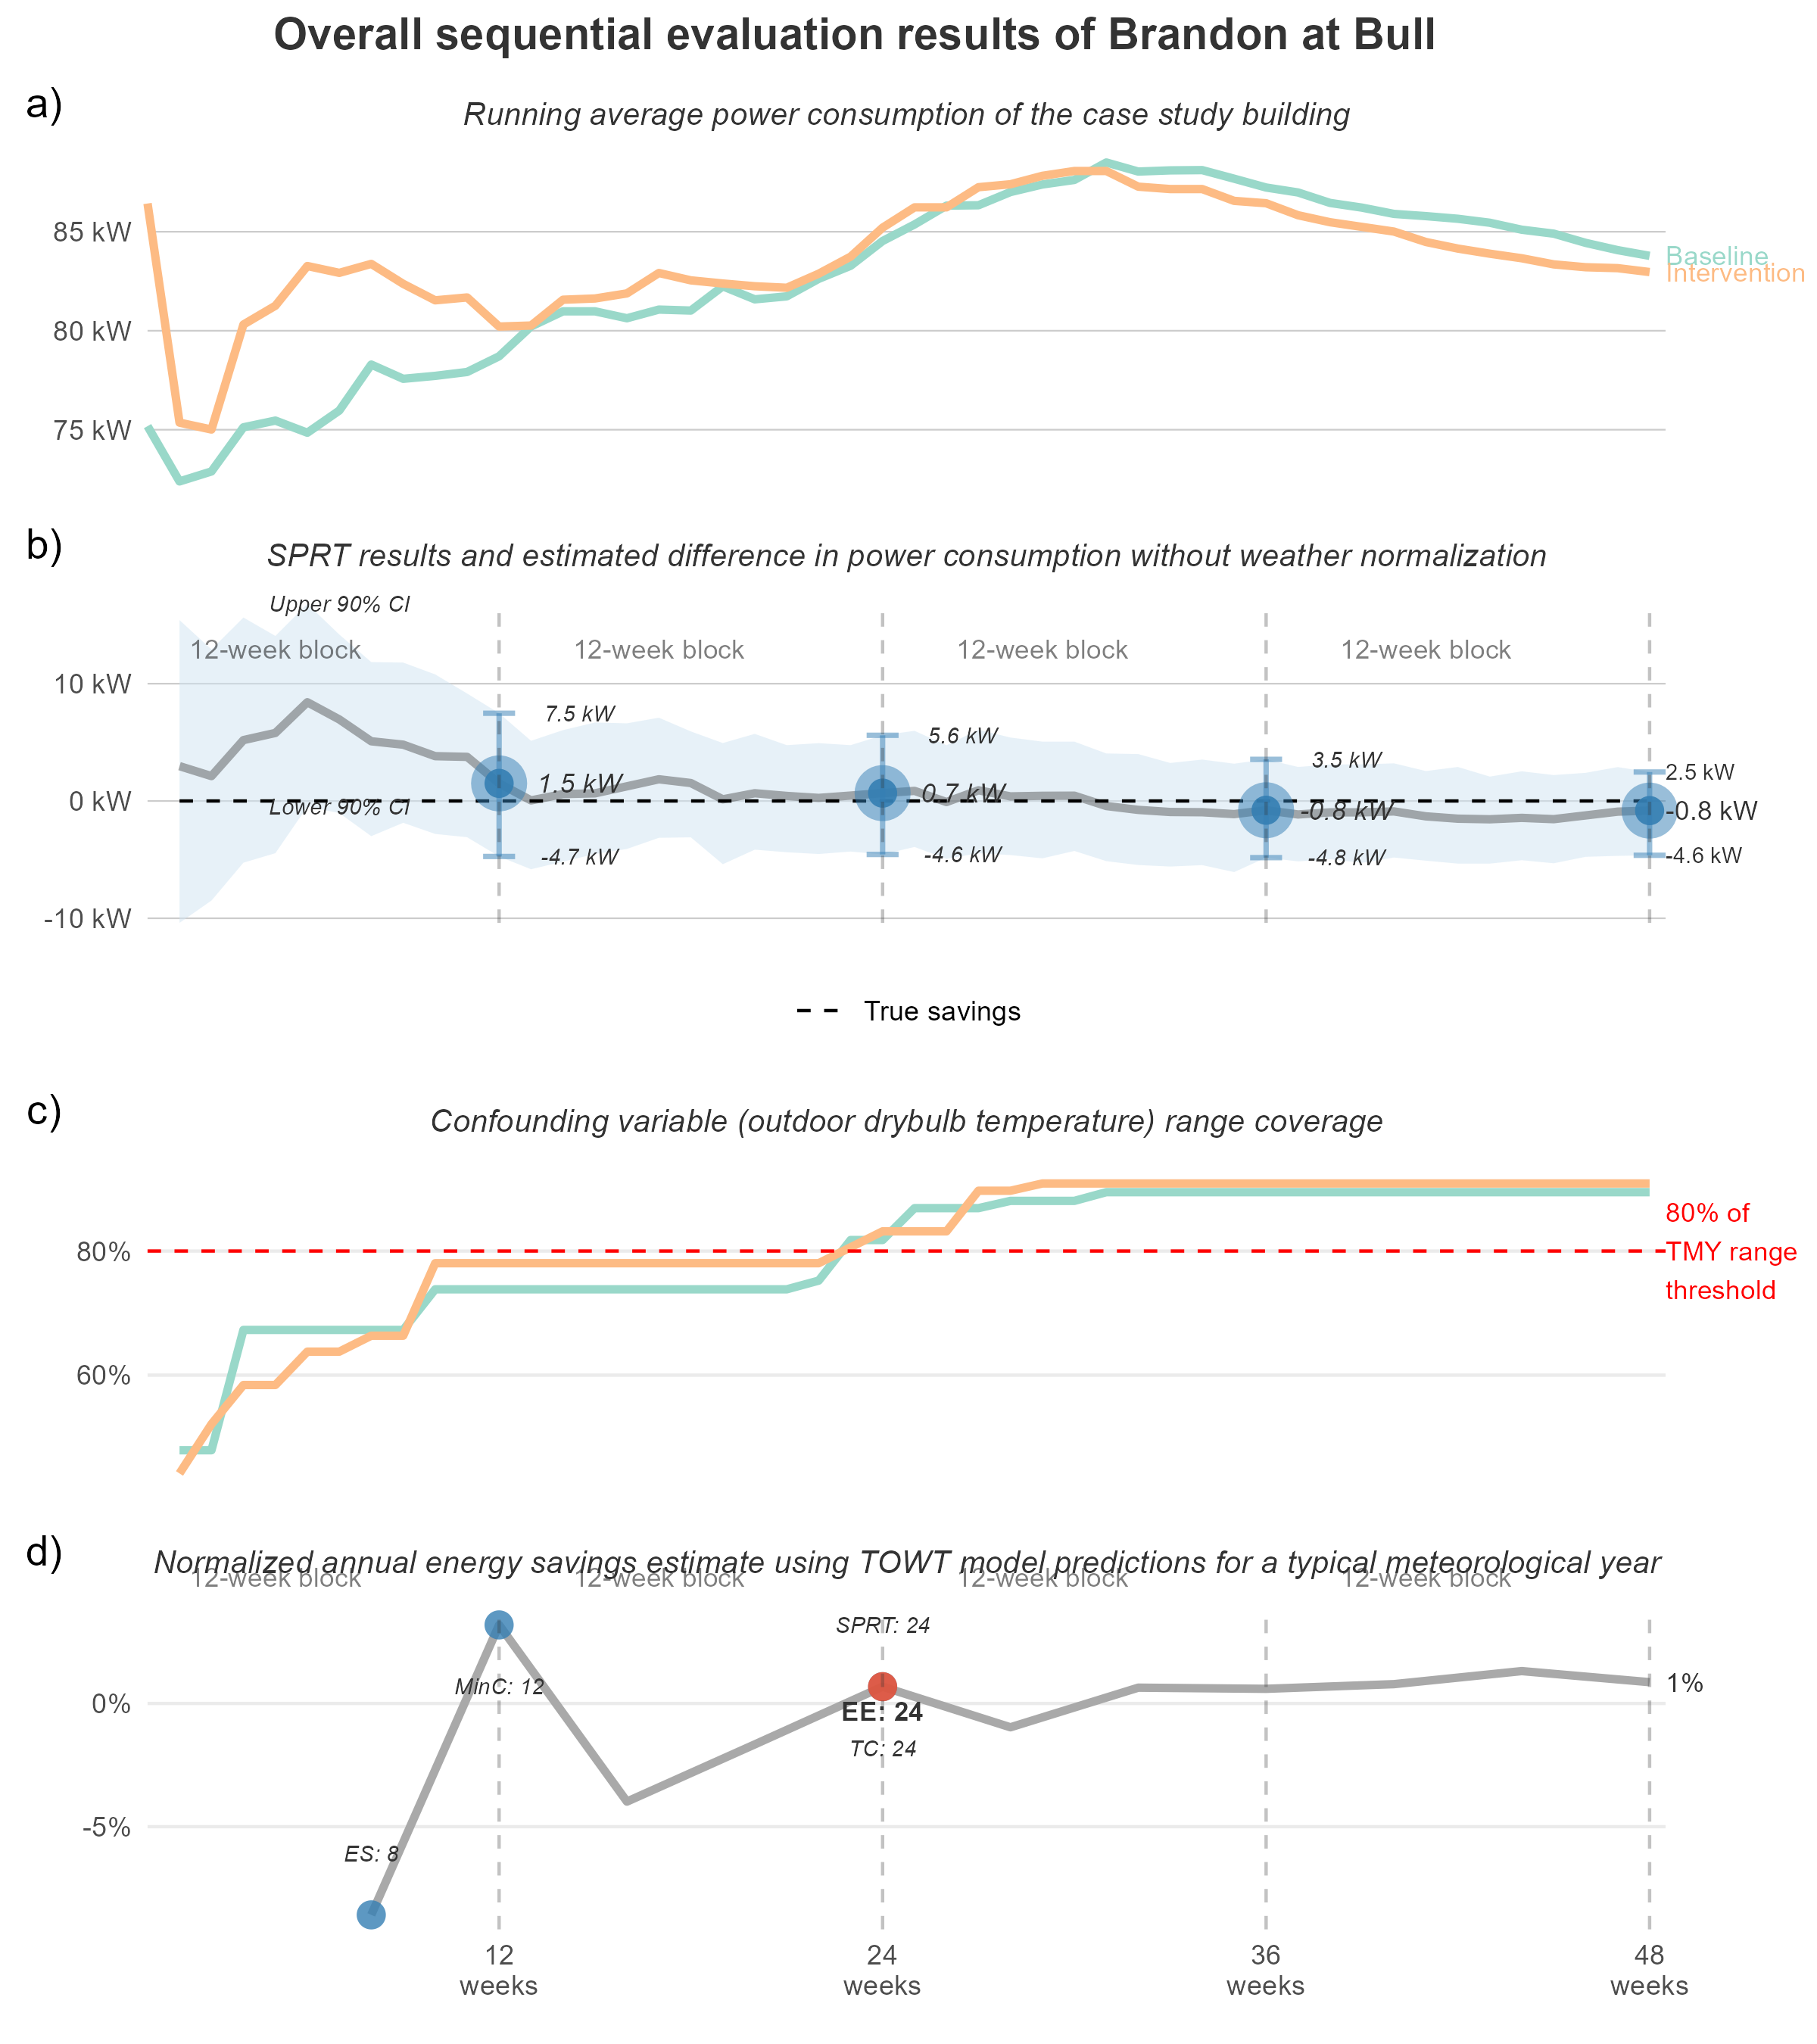 Overall sequential evaluation results of Brandon at Bull
a)
Running average power consumption of the case study building
85 kW
80 kW
75 kW
Baseline
Intervention
b)
SPRT results and estimated difference in power consumption without weather normalization
Upper 90% CI
12-week block
12-week block
12-week block
12-week block
10 kW
0 kW
-10 kW
Lower 90% CI
7.5 kW
1.5 kW
-4.7 kW
5.6 kW
0.7 kW
-4.6 kW
3.5 kW
-0.8 kW
-4.8 kW
2.5 kW
-0.8 kW
-4.6 kW
True savings
c)
Confounding variable (outdoor drybulb temperature) range coverage
80%
60%
80% of
TMY range
threshold
d)
Normalized annual energy savings estimate using TOWT model predictions for a typical meteorological year
12-week block
12-week block
12-week block
12-week block
0%
-5%
ES: 8
MinC: 12
SPRT: 24
EE: 24
TC: 24
1%
12
weeks
24
weeks
36
weeks
48
weeks